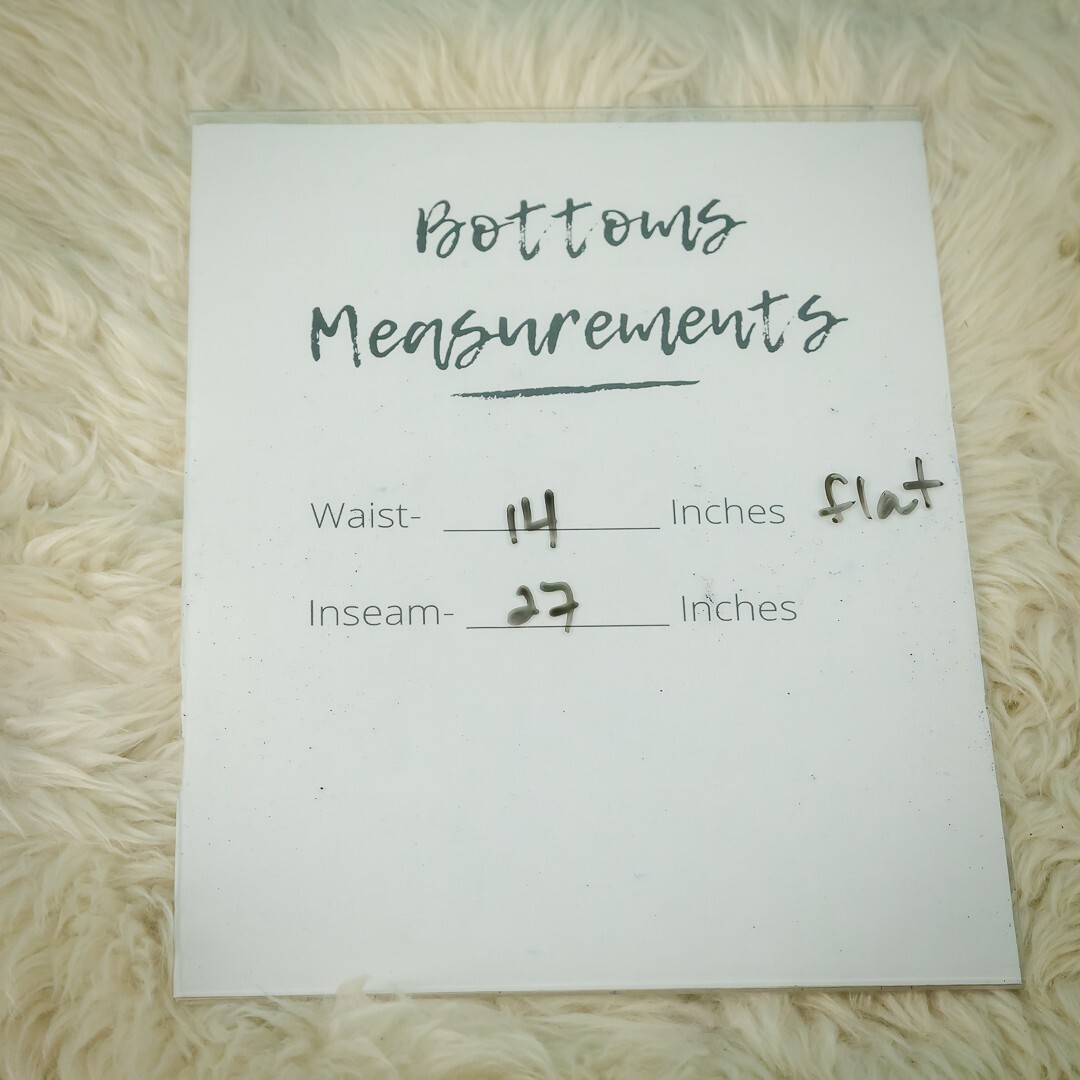 Bottoms
Measurements
Waist- 14 Inches flat
Inseam- 27 Inches